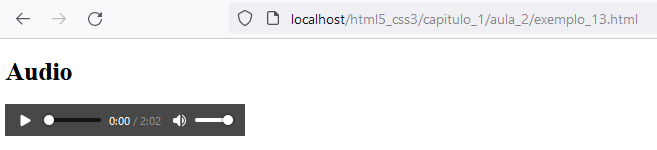 localhost/html5_css3/capitulo_1/aula_2/exemplo_13.html
Audio
0:00 / 2:02